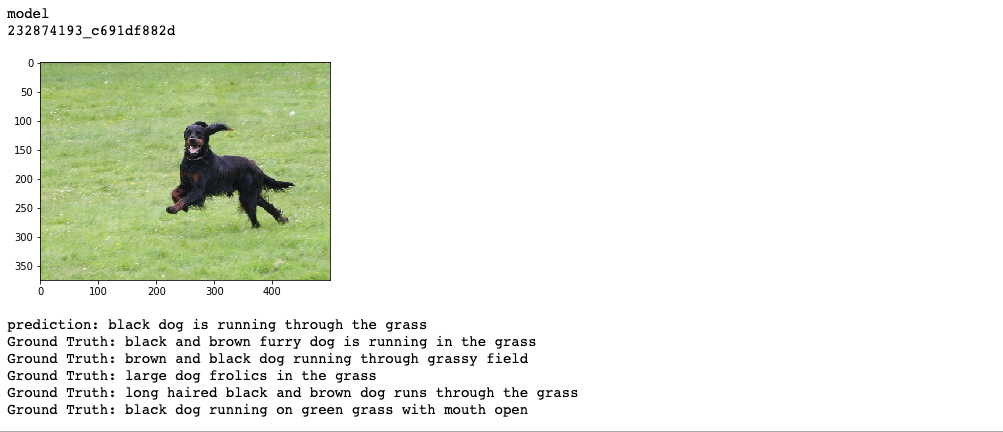 model
232874193_c691df882d
0
50
100
150
200
250
300
350
0 100 200 300 400
prediction: black dog is running through the grass
Ground Truth: black and brown furry dog is running in the grass
Ground Truth: brown and black dog running through grassy field
Ground Truth: large dog frolics in the grass
Ground Truth: long haired black and brown dog runs through the grass
Ground Truth: black dog running on green grass with mouth open